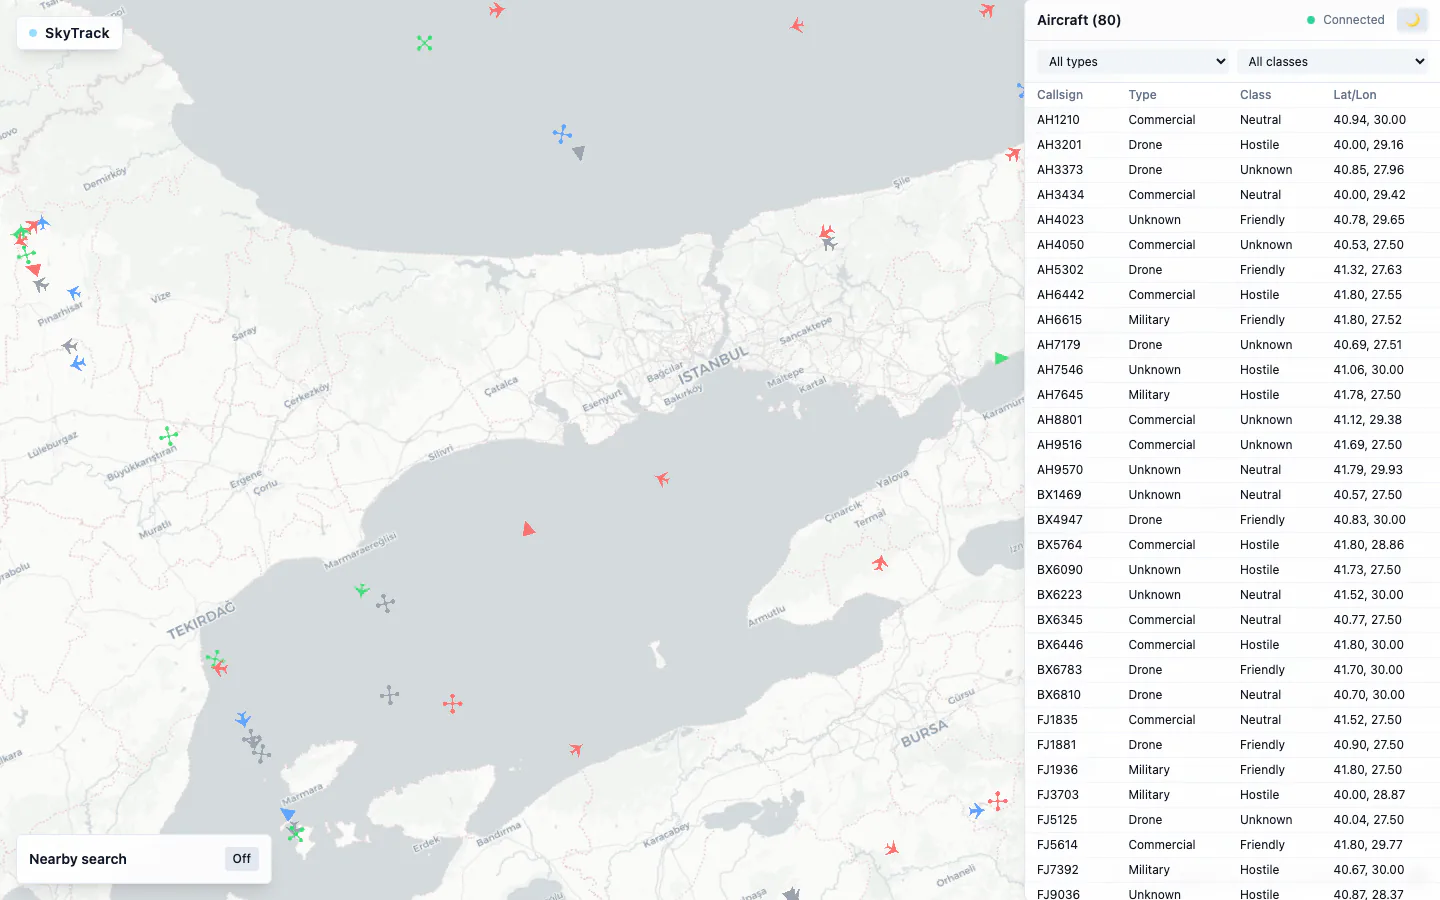 SkyTrack
Demirköy
Şile
Vize
Pınarhisar
Saray
Sancaktepe
ISTANBUL
Bağcılar
Maltepe
Esenyurt
Bakırköy
Kartal
Çatalca
Çerkezköy
Lüleburgaz
Büyükkarıştıran
Silivri
Ergene
Çorlu
Yalova
Çınarcık
Termal
Muratlı
Marmaraereğlisi
TEKIRDAĞ
Armutlu
Gürsu
BURSA
Marmara
Erdek
Bandırma
Karacabey
Orhaneli
Nearby search
Off
Aircraft (80)
Connected
All types
All classes
Callsign Type Class Lat/Lon
AH1210 Commercial Neutral 40.94, 30.00
AH3201 Drone Hostile 40.00, 29.16
AH3373 Drone Unknown 40.85, 27.96
AH3434 Commercial Neutral 40.00, 29.42
AH4023 Unknown Friendly 40.78, 29.65
AH4050 Commercial Unknown 40.53, 27.50
AH5302 Drone Friendly 41.32, 27.63
AH6442 Commercial Hostile 41.80, 27.55
AH6615 Military Friendly 41.80, 27.52
AH7179 Drone Unknown 40.69, 27.51
AH7546 Unknown Hostile 41.06, 30.00
AH7645 Military Hostile 41.78, 27.50
AH8801 Commercial Unknown 41.12, 29.38
AH9516 Commercial Unknown 41.69, 27.50
AH9570 Unknown Neutral 41.79, 29.93
BX1469 Unknown Neutral 40.57, 27.50
BX4947 Drone Friendly 40.83, 30.00
BX5764 Commercial Hostile 41.80, 28.86
BX6090 Unknown Hostile 41.73, 27.50
BX6223 Unknown Neutral 41.52, 30.00
BX6345 Commercial Neutral 40.77, 27.50
BX6446 Commercial Hostile 41.80, 30.00
BX6783 Drone Friendly 41.70, 30.00
BX6810 Drone Neutral 40.70, 30.00
FJ1835 Commercial Neutral 41.52, 27.50
FJ1881 Drone Friendly 40.90, 27.50
FJ1936 Military Friendly 41.80, 27.50
FJ3703 Military Hostile 40.00, 28.87
FJ5125 Drone Unknown 40.04, 27.50
FJ5614 Commercial Friendly 41.80, 29.77
FJ7392 Military Hostile 40.67, 30.00
FJ9036 Unknown Hostile 40.87, 28.37